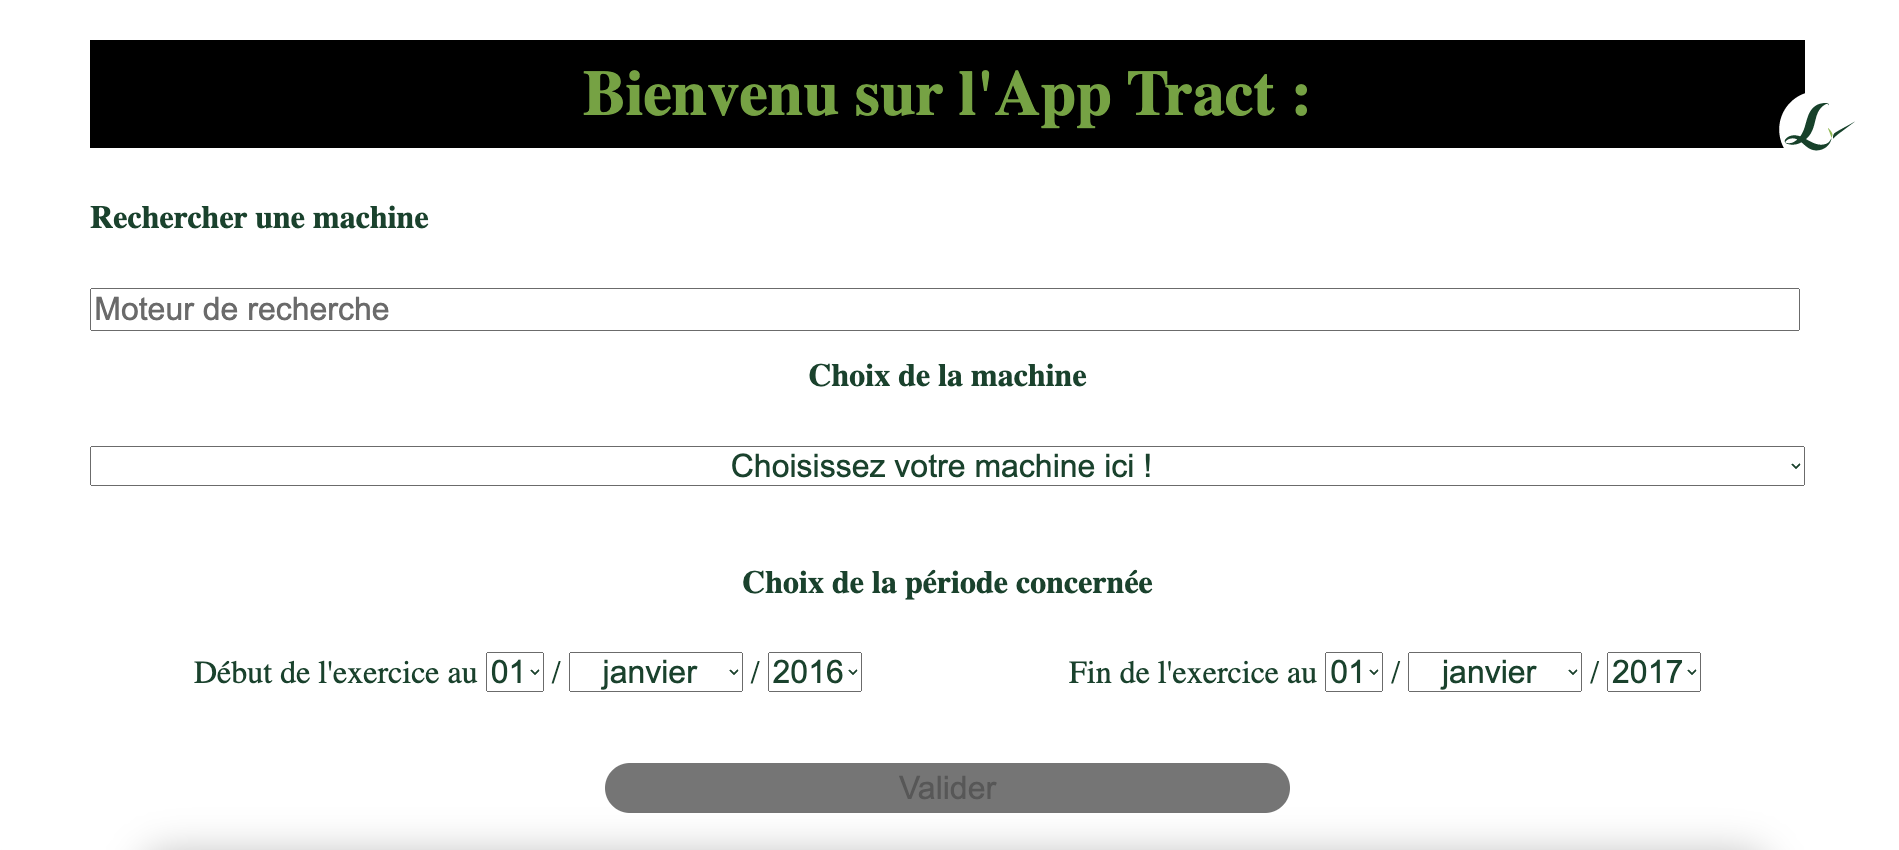 Bienvenu sur l'App Tract :
L
Rechercher une machine
Moteur de recherche
Choix de la machine
Choisissez votre machine ici !
Choix de la période concernée
Début de l'exercice au 01 / janvier / 2016 Fin de l'exercice au 01 / janvier / 2017
Valider